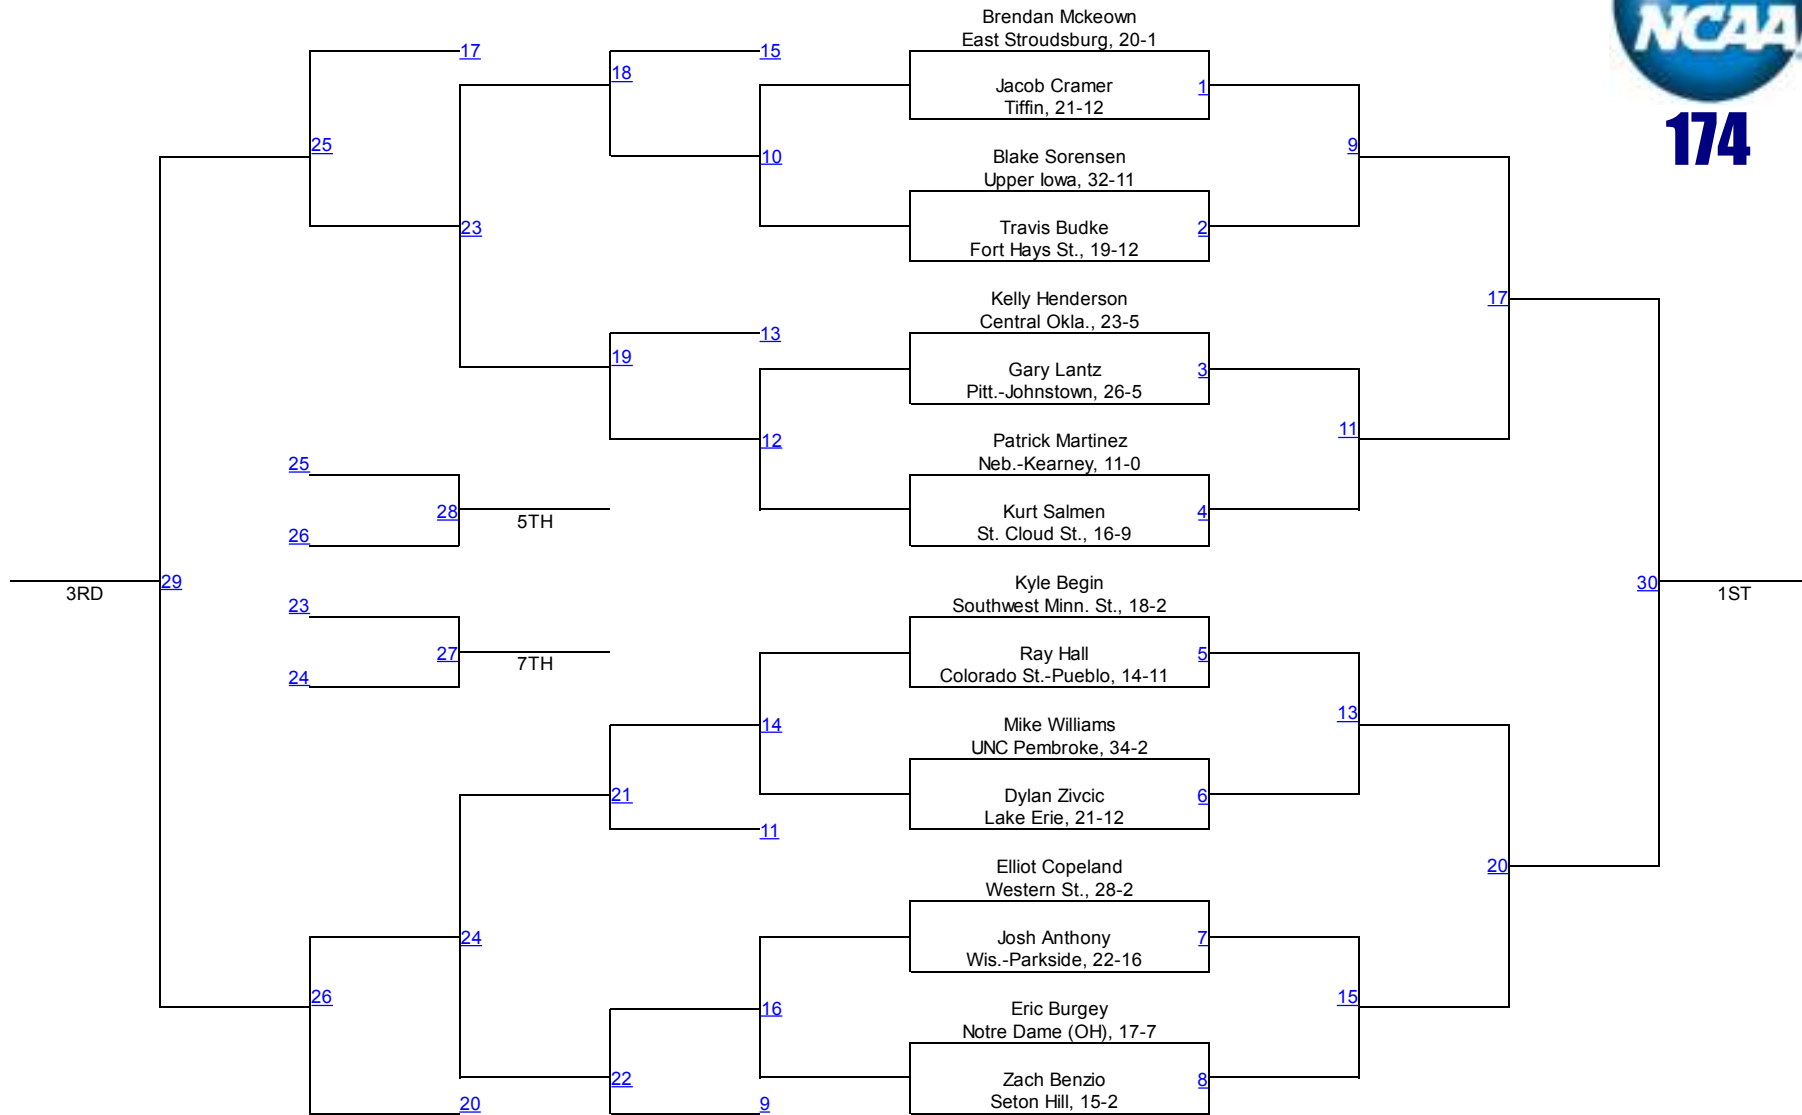 NCAA
174
Brendan Mckeown
East Stroudsburg, 20-1
17
15
18
Jacob Cramer
1
Tiffin, 21-12
25
10
Blake Sorensen
9
Upper Iowa, 32-11
23
Travis Budke
2
Fort Hays St., 19-12
Kelly Henderson
17
Central Okla., 23-5
13
19
Gary Lantz
3
Pitt.-Johnstown, 26-5
12
Patrick Martinez
11
Neb.-Kearney, 11-0
25
28
5TH
Kurt Salmen
4
26
St. Cloud St., 16-9
3RD
29
Kyle Begin
30
1ST
23
Southwest Minn. St., 18-2
27
7TH
Ray Hall
5
24
Colorado St.-Pueblo, 14-11
14
Mike Williams
13
UNC Pembroke, 34-2
21
Dylan Zivcic
6
Lake Erie, 21-12
11
Elliot Copeland
20
Western St., 28-2
24
Josh Anthony
7
Wis.-Parkside, 22-16
26
16
Eric Burgey
15
Notre Dame (OH), 17-7
22
Zach Benzio
8
Seton Hill, 15-2
20
9